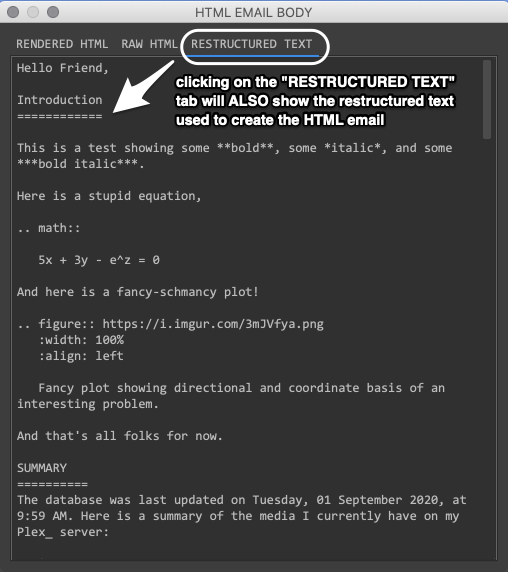 HTML EMAIL BODY
RENDERED HTML RAW HTML RESTRUCTURED TEXT
Hello Friend,
clicking on the "RESTRUCTURED TEXT"
tab will ALSO show the restructured text
used to create the HTML email
Introduction
============
This is a test showing some **bold**, some *italic*, and some
***bold italic***.
Here is a stupid equation,
.. math::
5x + 3y - e^z = 0
And here is a fancy-schmancy plot!
.. figure:: https://i.imgur.com/3mJVfya.png
:width: 100%
:align: left
Fancy plot showing directional and coordinate basis of an
interesting problem.
And that's all folks for now.
SUMMARY
==========
The database was last updated on Tuesday, 01 September 2020, at
9:59 AM. Here is a summary of the media I currently have on my
Plex_ server: